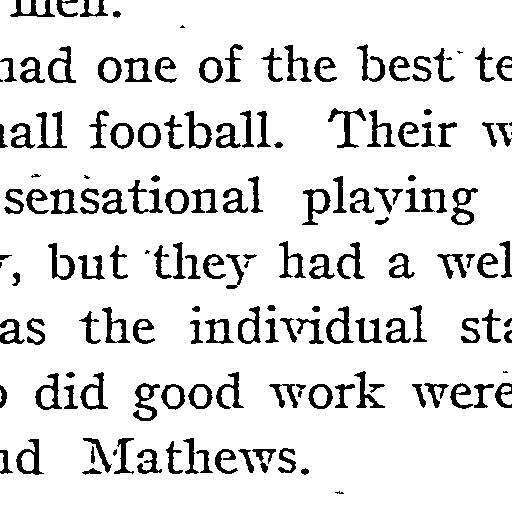 men.
had one of the best te
all football. Their w
sensational playing
, but they had a wel
as the individual sta
did good work were
nd Mathews.